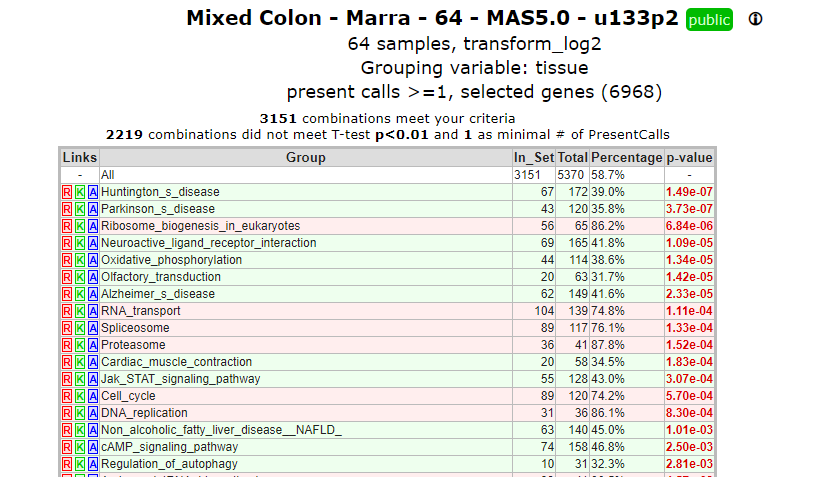 Mixed Colon - Marra - 64 - MAS5.0 - u133p2 public
64 samples, transform_log2
Grouping variable: tissue
present calls >=1, selected genes (6968)
3151 combinations meet your criteria
2219 combinations did not meet T-test p<0.01 and 1 as minimal # of PresentCalls
Links Group In_Set Total Percentage p-value
- All 3151 5370 58.7% -
R K A Huntington_s_disease 67 172 39.0% 1.49e-07
R K A Parkinson_s_disease 43 120 35.8% 3.73e-07
R K A Ribosome_biogenesis_in_eukaryotes 56 65 86.2% 6.84e-06
R K A Neuroactive_ligand_receptor_interaction 69 165 41.8% 1.09e-05
R K A Oxidative_phosphorylation 44 114 38.6% 1.34e-05
R K A Olfactory_transduction 20 63 31.7% 1.42e-05
R K A Alzheimer_s_disease 62 149 41.6% 2.33e-05
R K A RNA_transport 104 139 74.8% 1.11e-04
R K A Spliceosome 89 117 76.1% 1.33e-04
R K A Proteasome 36 41 87.8% 1.52e-04
R K A Cardiac_muscle_contraction 20 58 34.5% 1.83e-04
R K A Jak_STAT_signaling_pathway 55 128 43.0% 3.07e-04
R K A Cell_cycle 89 120 74.2% 5.70e-04
R K A DNA_replication 31 36 86.1% 8.30e-04
R K A Non_alcoholic_fatty_liver_disease__NAFLD_ 63 140 45.0% 1.01e-03
R K A cAMP_signaling_pathway 74 158 46.8% 2.50e-03
R K A Regulation_of_autophagy 10 31 32.3% 2.81e-03